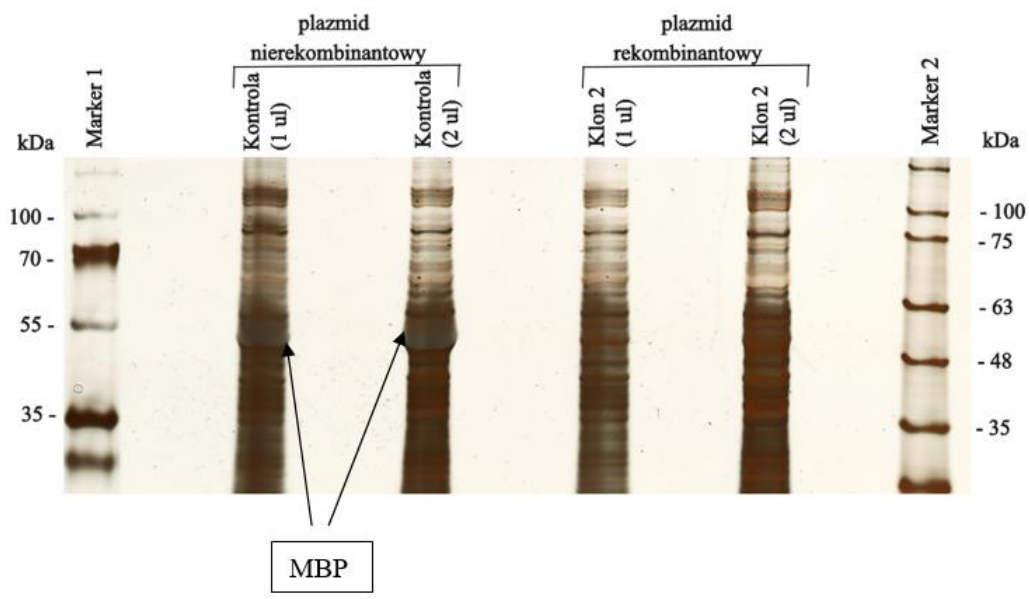 plazmid
nierekombinantowy
plazmid
rekombinantowy
kDa
Marker 1
Kontrola
(1 ul)
Kontrola
(2 ul)
Klon 2
(1 ul)
Klon 2
(2 ul)
Marker 2
kDa
100 -
70 -
55 -
35 -
- 100
- 75
- 63
- 48
- 35
MBP